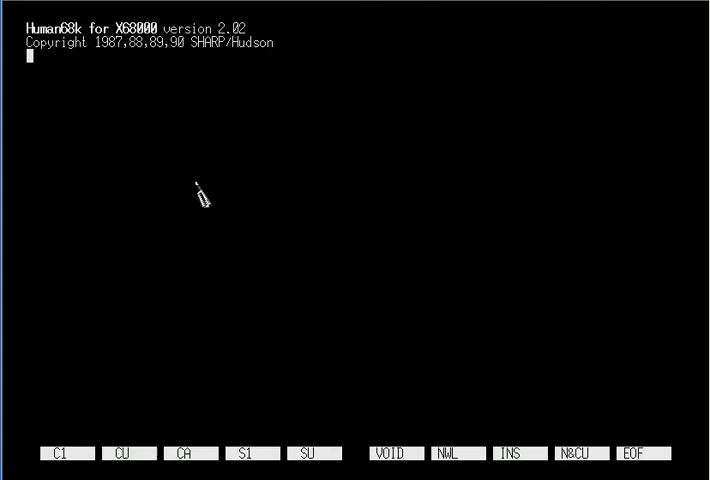 Human68k for X68000 version 2.02
Copyright 1987,88,89,90 SHARP/Hudson
C1 CU CA S1 SU VOID NWL INS N&CU EOF